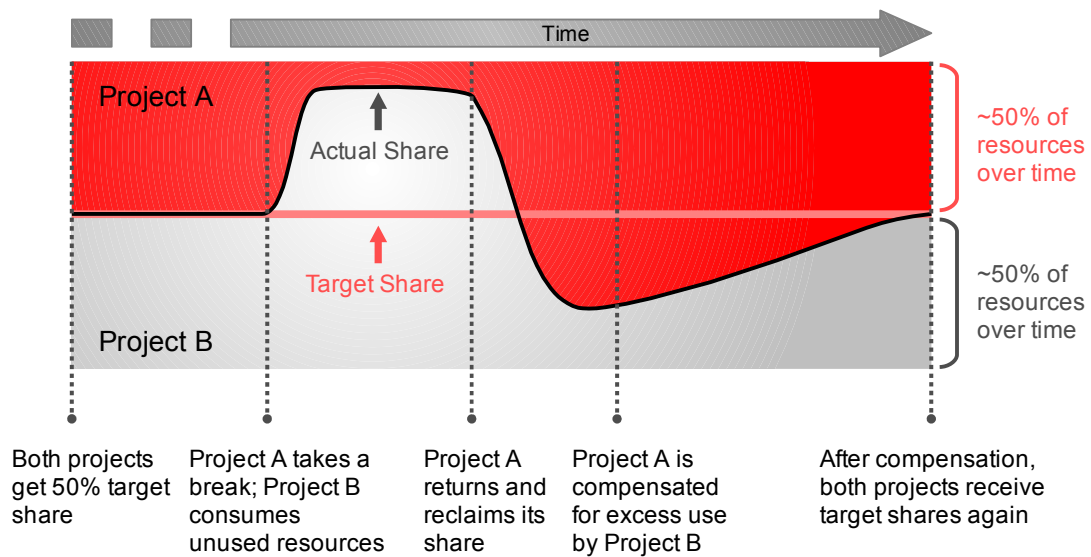 Time
Project A
Actual Share
Target Share
Project B
~50% of
resources
over time
~50% of
resources
over time
Both projects
get 50% target
share
Project A takes a
break; Project B
consumes
unused resources
Project A
returns and
reclaims its
share
Project A is
compensated
for excess use
by Project B
After compensation,
both projects receive
target shares again